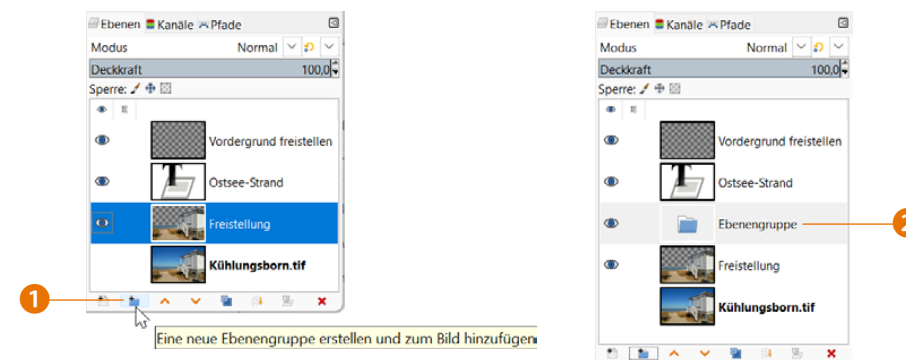 Ebenen Kanäle Pfade
Modus Normal
Deckkraft 100,0
Sperre:
Vordergrund freistellen
Ostsee-Strand
Freistellung
Kühlungsborn.tif
1
Eine neue Ebenengruppe erstellen und zum Bild hinzufügen
Ebenen Kanäle Pfade
Modus Normal
Deckkraft 100,0
Sperre:
Vordergrund freistellen
Ostsee-Strand
Ebenengruppe
2
Freistellung
Kühlungsborn.tif